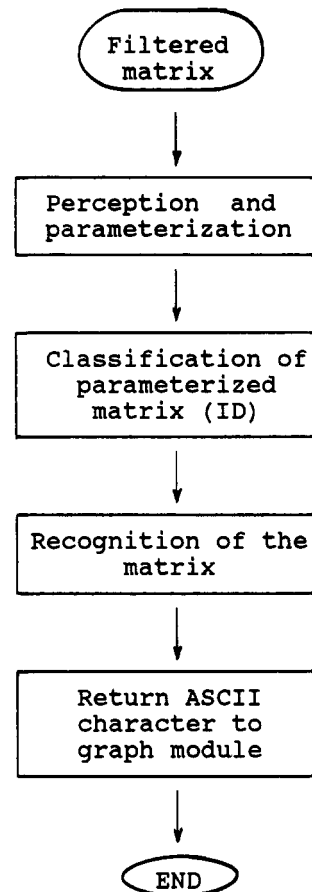 Filtered
matrix
Perception and
parameterization
Classification of
parameterized
matrix (ID)
Recognition of the
matrix
Return ASCII
character to
graph module
END